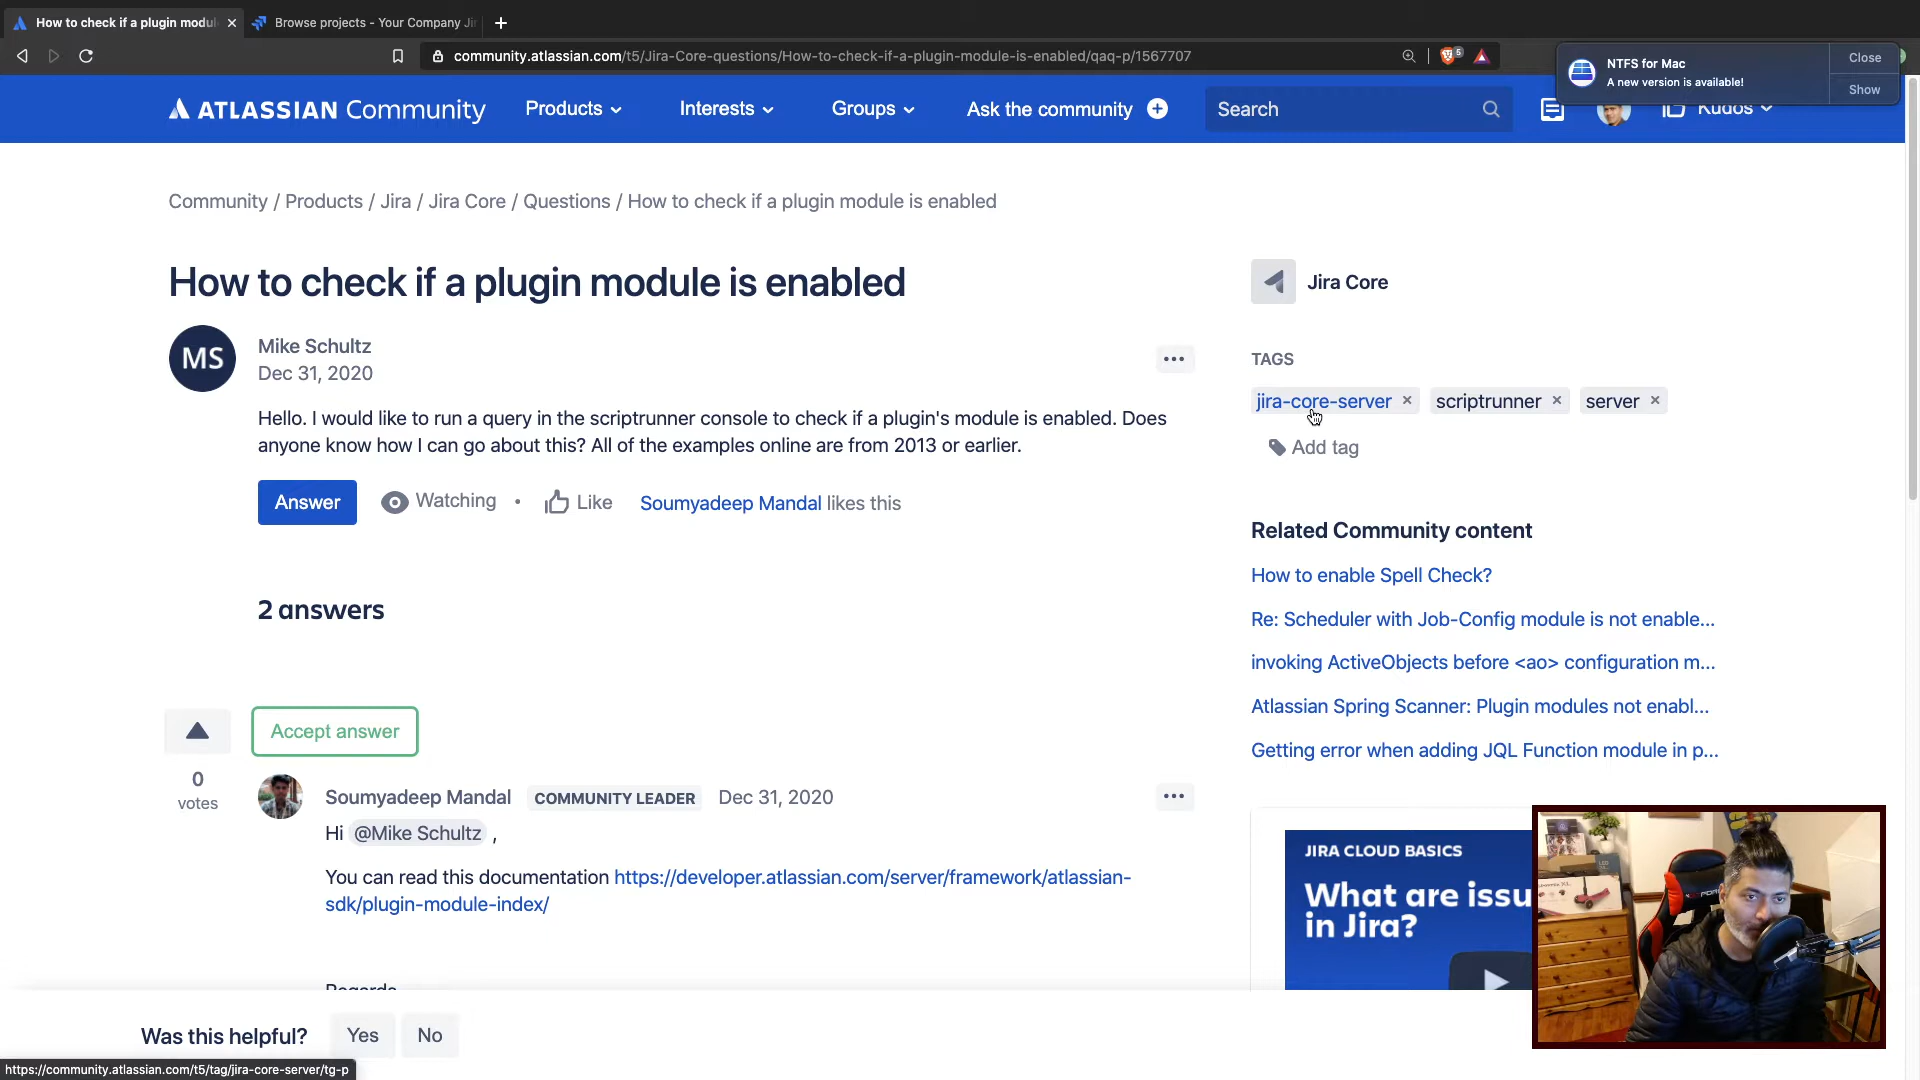 How to check if a plugin modul
Browse projects - Your Company Jir
community.atlassian.com/t5/Jira-Core-questions/How-to-check-if-a-plugin-module-is-enabled/qaq-p/1567707
5
NTFS for Mac
A new version is available!
Close
Show
ATLASSIAN Community
Products
Interests
Groups
Ask the community
Search
Kudos
Community / Products / Jira / Jira Core / Questions / How to check if a plugin module is enabled
How to check if a plugin module is enabled
MS
Mike Schultz
Dec 31, 2020
Hello. I would like to run a query in the scriptrunner console to check if a plugin's module is enabled. Does
anyone know how I can go about this? All of the examples online are from 2013 or earlier.
Answer
Watching
•
Like
Soumyadeep Mandal likes this
2 answers
Accept answer
0
votes
Soumyadeep Mandal
COMMUNITY LEADER
Dec 31, 2020
Hi @Mike Schultz ,
You can read this documentation https://developer.atlassian.com/server/framework/atlassian-
sdk/plugin-module-index/
Regards
Jira Core
TAGS
jira-core-server ×
scriptrunner ×
server ×
Add tag
Related Community content
How to enable Spell Check?
Re: Scheduler with Job-Config module is not enable...
invoking ActiveObjects before <ao> configuration m...
Atlassian Spring Scanner: Plugin modules not enabl...
Getting error when adding JQL Function module in p...
JIRA CLOUD BASICS
What are issu
in Jira?
Was this helpful?
Yes
No
https://community.atlassian.com/t5/tag/jira-core-server/tg-p